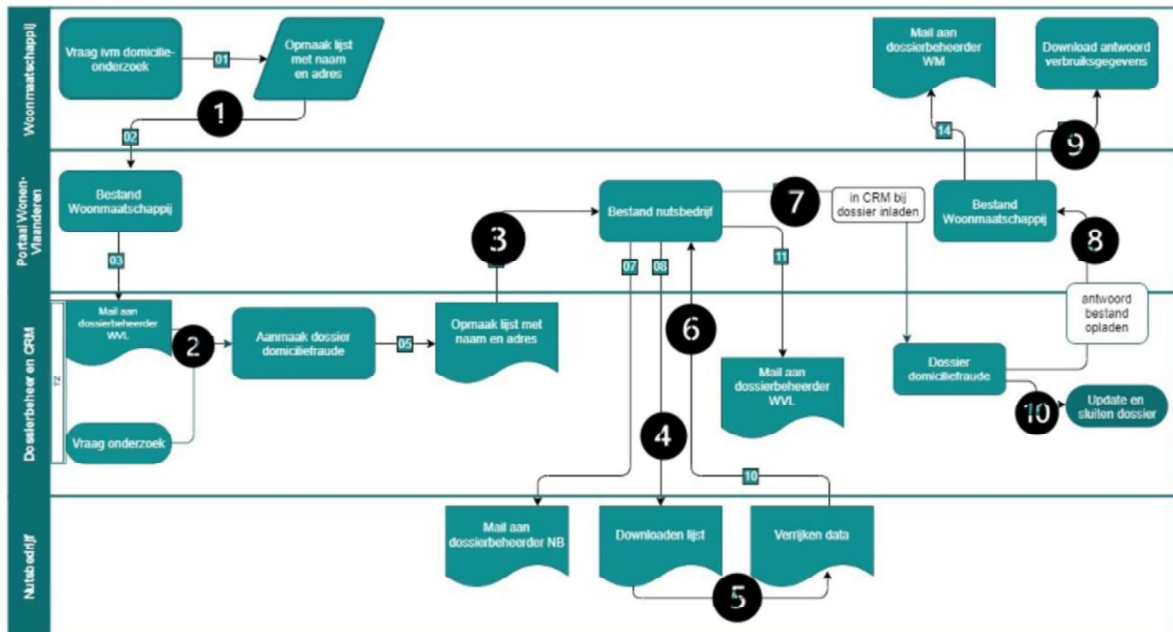 Woonmaatschappij
Vraag ivm domicilie-
onderzoek
01
Opmaak lijst
met naam
en adres
1
02
Mail aan
dossierbeheerder
WM
Download antwoord
verbruiksgegevens
14
9
Portaal Wonen-
Vlaanderen
Bestand
Woonmaatschappij
03
3
Bestand nutsbedrijf
07
08
6
7
11
in CRM bij
dossier inladen
Bestand
Woonmaatschappij
8
Dossierbeheer en CRM
Mail aan
dossierbeheerder
WVL
2
Vraag onderzoek
Aanmaak dossier
domiciliefraude
05
Opmaak lijst met
naam en adres
4
Mail aan
dossierbeheerder
WVL
10
Dossier
domiciliefraude
antwoord
bestand
opladen
10
Update en
sluiten dossier
Nutsbedrijf
Mail aan
dossierbeheerder NB
Downloaden lijst
5
Verrijken data